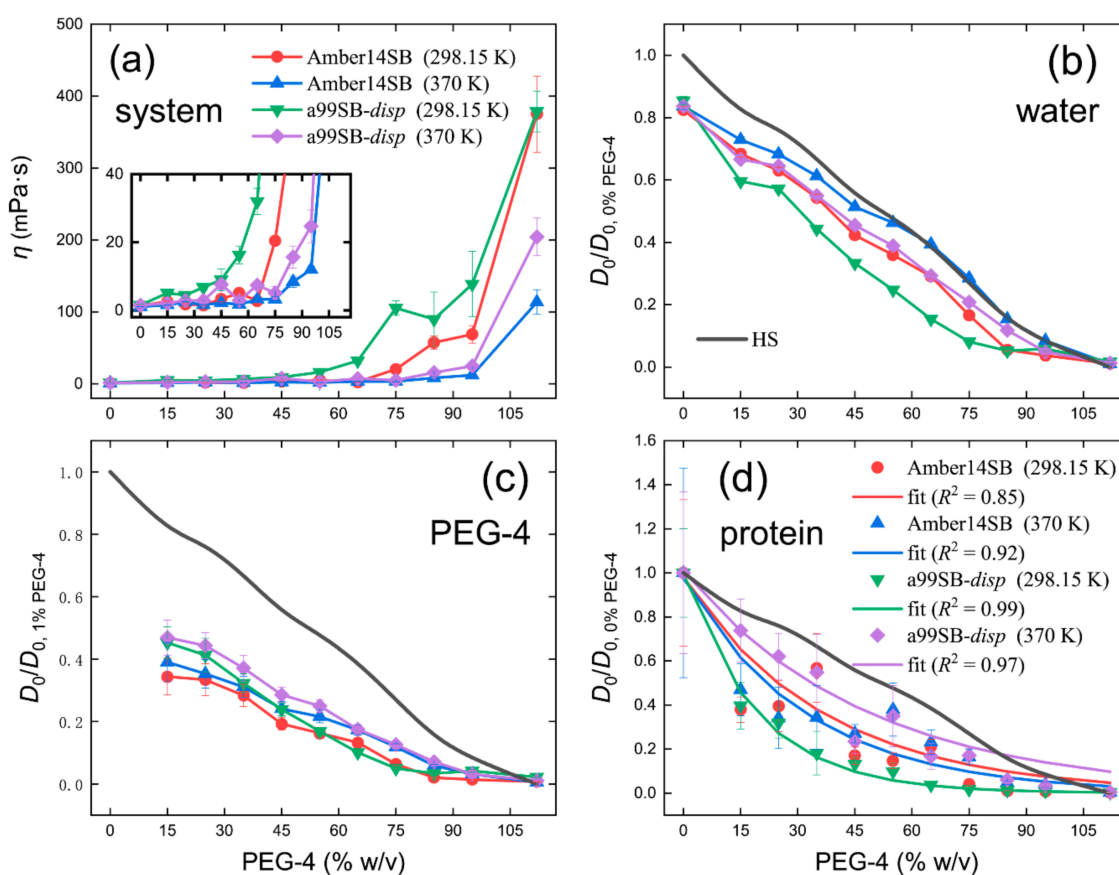 (a)
system
Amber14SB (298.15 K)
Amber14SB (370 K)
a99SB-disp (298.15 K)
a99SB-disp (370 K)
η (mPa·s)
500
400
300
200
100
0
40
20
0
0 15 30 45 60 75 90 105
0 15 30 45 60 75 90 105
(b)
water
HS
D0/D0, 0% PEG-4
1.0
0.8
0.6
0.4
0.2
0.0
0 15 30 45 60 75 90 105
(c)
PEG-4
D0/D0, 1% PEG-4
1.0
0.8
0.6
0.4
0.2
0.0
0 15 30 45 60 75 90 105
PEG-4 (% w/v)
(d)
protein
Amber14SB (298.15 K)
fit (R² = 0.85)
Amber14SB (370 K)
fit (R² = 0.92)
a99SB-disp (298.15 K)
fit (R² = 0.99)
a99SB-disp (370 K)
fit (R² = 0.97)
D0/D0, 0% PEG-4
1.6
1.4
1.2
1.0
0.8
0.6
0.4
0.2
0.0
0 15 30 45 60 75 90 105
PEG-4 (% w/v)